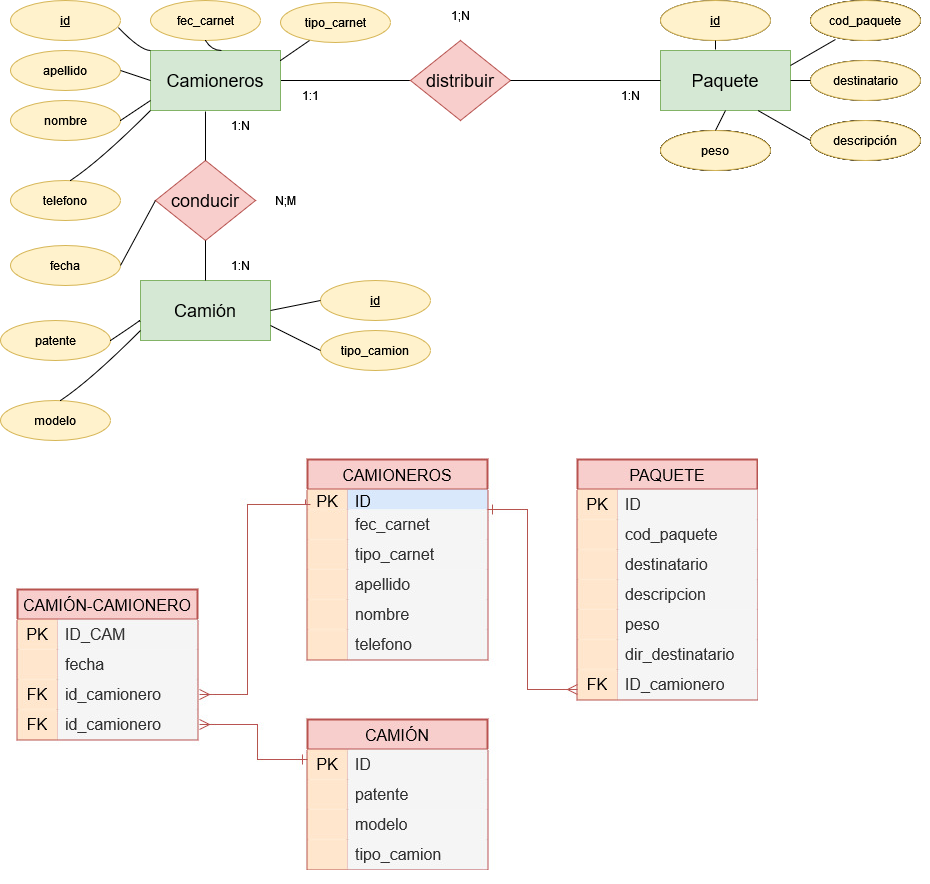 id
fec_carnet
tipo_carnet
1;N
id
cod_paquete
apellido
Camioneros
distribuir
Paquete
destinatario
1:1
1:N
nombre
1:N
descripción
peso
telefono
conducir
N;M
fecha
1:N
Camión
id
patente
tipo_camion
modelo
CAMIONEROS
PK ID
fec_carnet
tipo_carnet
apellido
nombre
telefono
PAQUETE
PK ID
cod_paquete
destinatario
descripcion
peso
dir_destinatario
FK ID_camionero
CAMIÓN-CAMIONERO
PK ID_CAM
fecha
FK id_camionero
FK id_camionero
CAMIÓN
PK ID
patente
modelo
tipo_camion